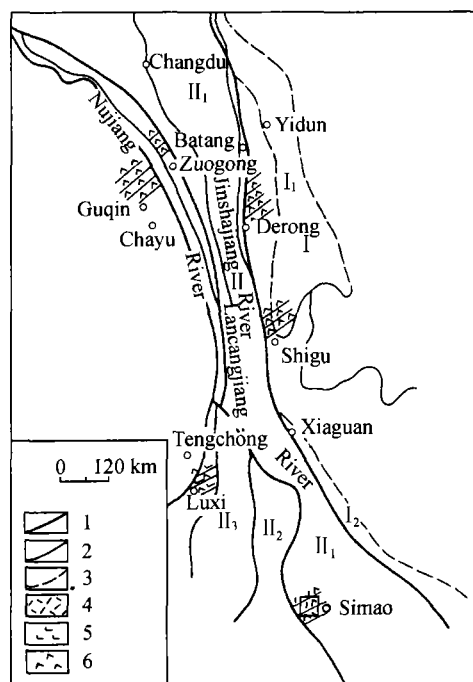 Changdu
II₁
Yidun
Batang
Nujiang
Zuogong
I₁
Guqin
Jinshajiang
Derong
I
Chayu
II
River
River
Lancangjiang
Shigu
Tengchong
Xiaguan
River
0 120 km
Luxi
II₃
II₂
I₂
II₁
1
2
3
4
Simao
5
6